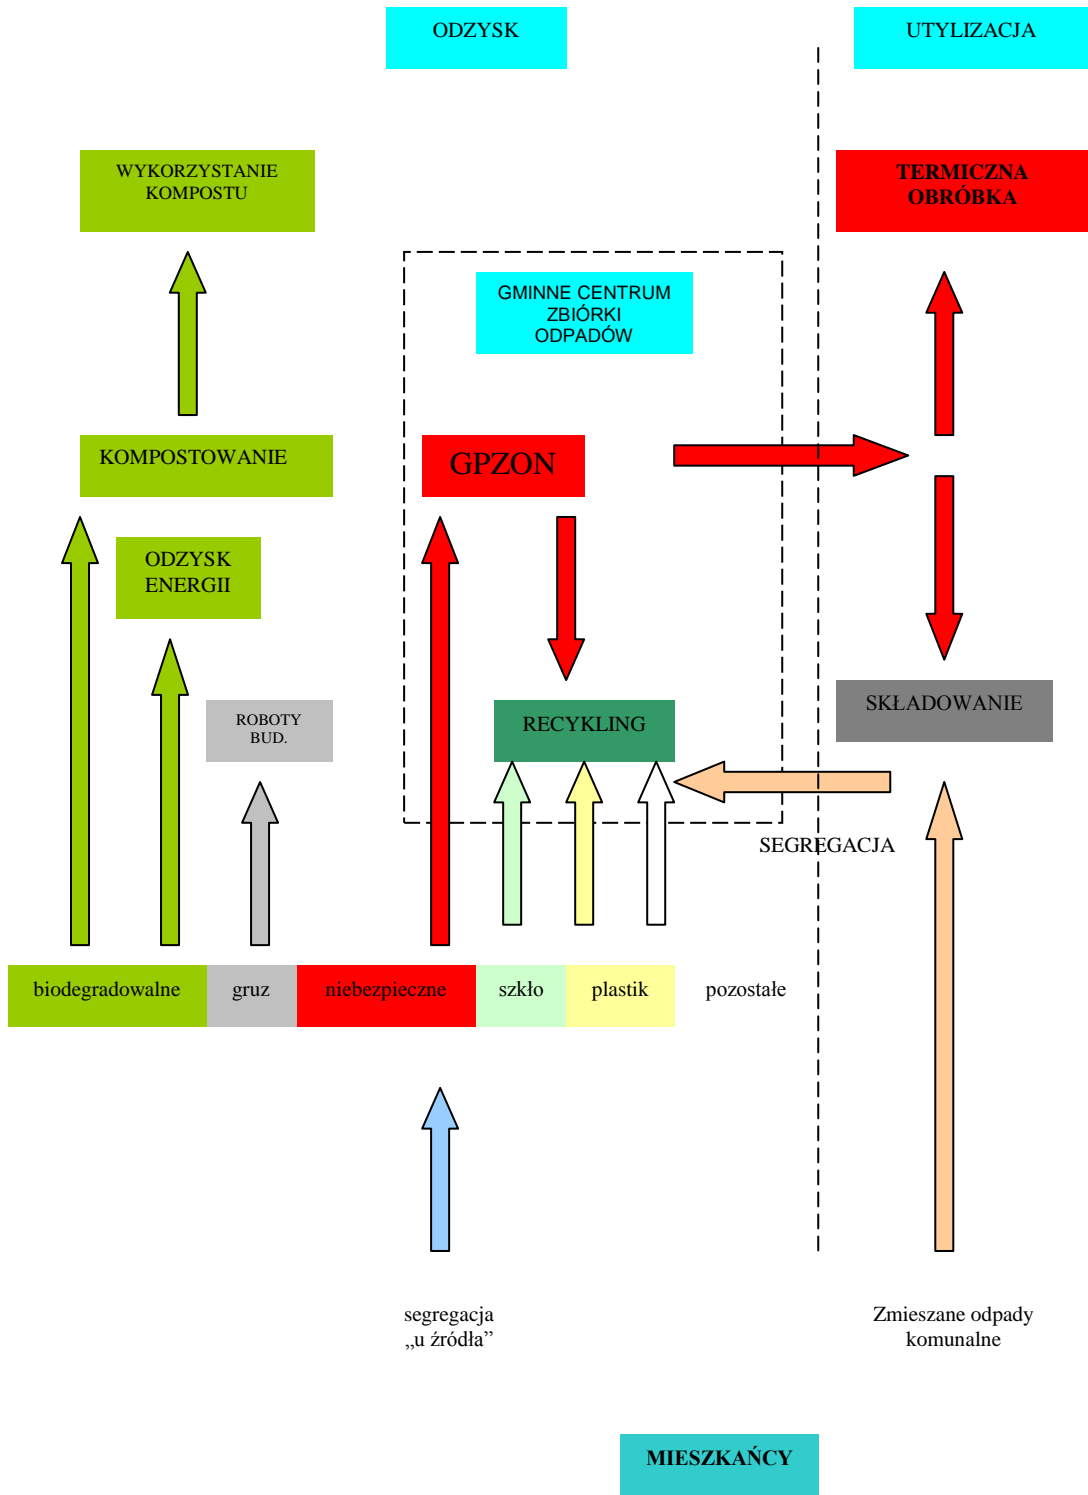 ODZYSK
UTYLIZACJA
WYKORZYSTANIE
KOMPOSTU
TERMICZNA
OBRÓBKA
GMINNE CENTRUM
ZBIÓRKI
ODPADÓW
KOMPOSTOWANIE
GPZON
ODZYSK
ENERGII
ROBOTY
BUD.
RECYKLING
SKŁADOWANIE
SEGREGACJA
biodegradowalne
gruz
niebezpieczne
szkło
plastik
pozostałe
segregacja
„u źródła”
Zmieszane odpady
komunalne
MIESZKAŃCY